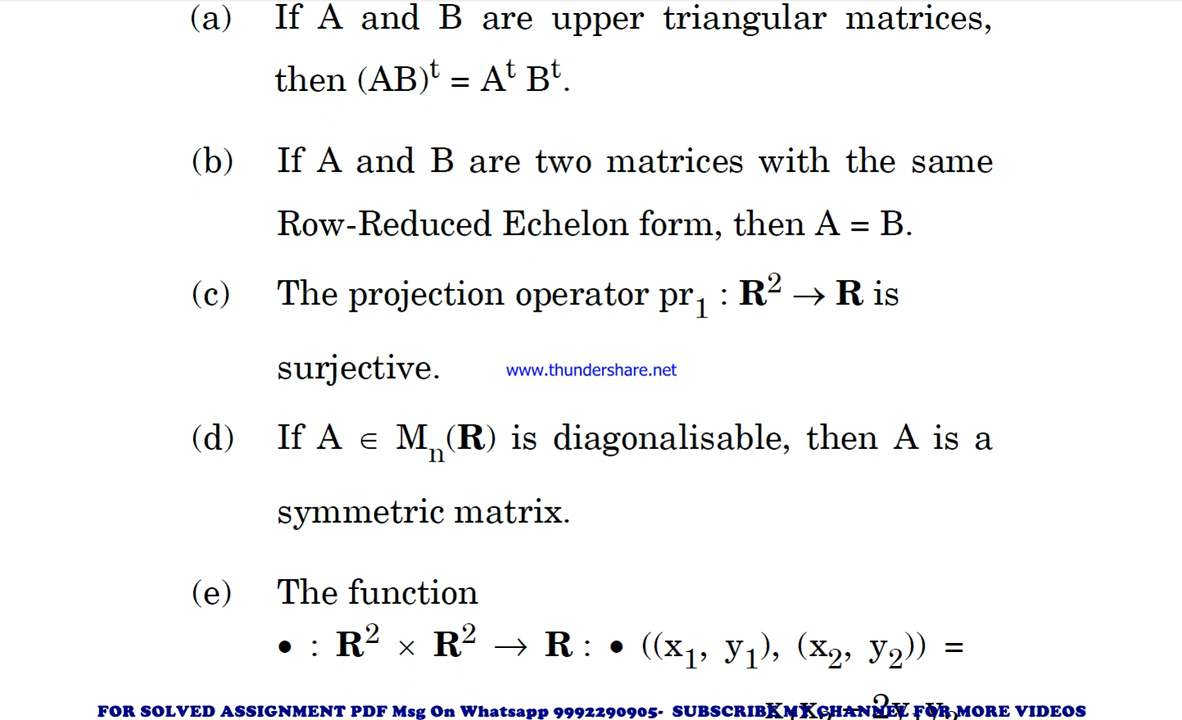 (a) If A and B are upper triangular matrices,
then (AB)ᵗ = Aᵗ Bᵗ.
(b) If A and B are two matrices with the same
Row-Reduced Echelon form, then A = B.
(c) The projection operator pr₁ : R² → R is
surjective.
www.thundershare.net
(d) If A ∈ Mₙ(R) is diagonalisable, then A is a
symmetric matrix.
(e) The function
• : R² × R² → R : • ((x₁, y₁), (x₂, y₂)) =
FOR SOLVED ASSIGNMENT PDF Msg On Whatsapp 9992290905- SUBSCRIBE MY CHANNEL FOR MORE VIDEOS